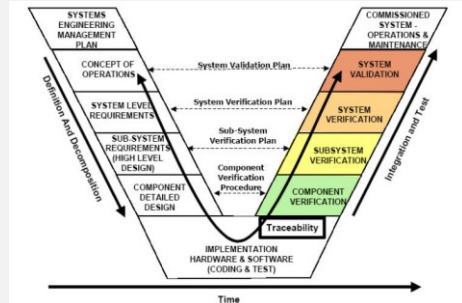 SYSTEMS
ENGINEERING
MANAGEMENT
PLAN
COMMISSIONED
SYSTEM -
OPERATIONS &
MAINTENANCE
CONCEPT OF
OPERATIONS
System Validation Plan
SYSTEM
VALIDATION
SYSTEM LEVEL
REQUIREMENTS
System Verification Plan
SYSTEM
VERIFICATION
SUB-SYSTEM
REQUIREMENTS
(HIGH LEVEL
DESIGN)
Sub-System
Verification Plan
SUBSYSTEM
VERIFICATION
COMPONENT
DETAILED
DESIGN
Component
Verification
Procedure
COMPONENT
VERIFICATION
Definition And Decomposition
Integration and Test
Traceability
IMPLEMENTATION
HARDWARE & SOFTWARE
(CODING & TEST)
Time